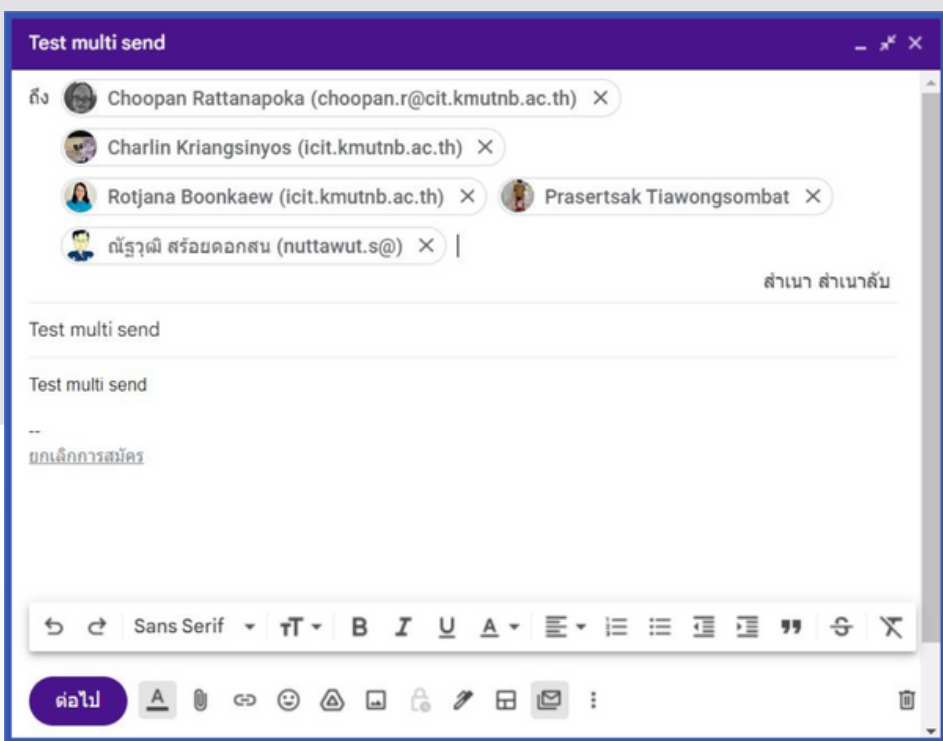 Test multi send
ถึง Choopan Rattanapoka (choopan.r@cit.kmutnb.ac.th)
Charlin Kriangsinyos (icit.kmutnb.ac.th)
Rotjana Boonkaew (icit.kmutnb.ac.th) Prasertsak Tiawongsombat
ณัฐวุฒิ สร้อยดอกสน (nuttawut.s@)
สำเนา สำเนาลับ
Test multi send
Test multi send
--
ยกเลิกการสมัคร
Sans Serif
ต่อไป